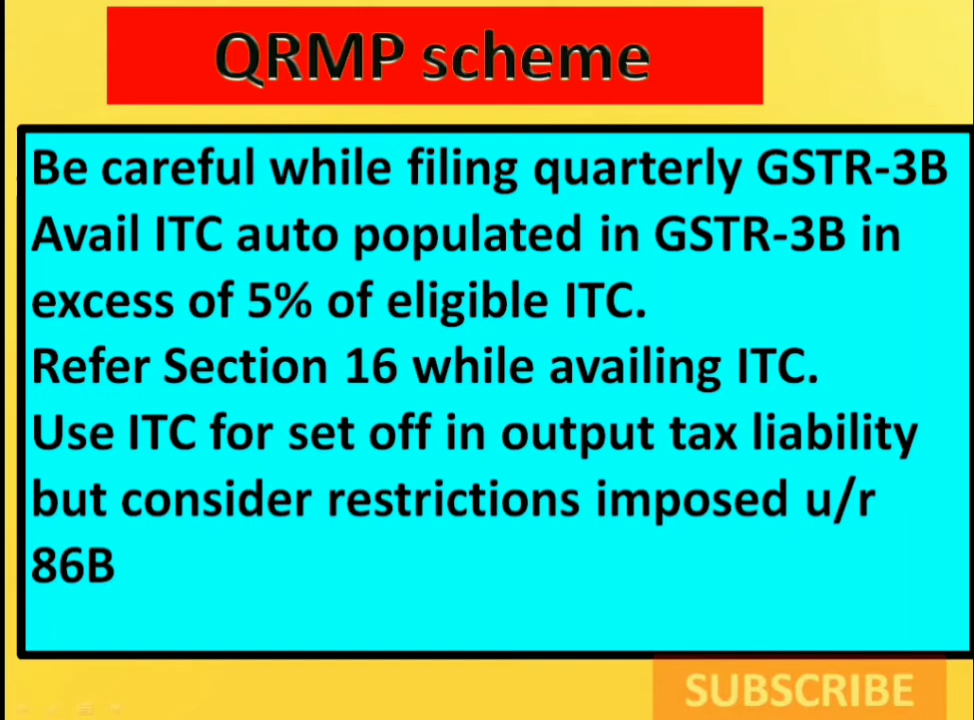 QRMP scheme
Be careful while filing quarterly GSTR-3B
Avail ITC auto populated in GSTR-3B in
excess of 5% of eligible ITC.
Refer Section 16 while availing ITC.
Use ITC for set off in output tax liability
but consider restrictions imposed u/r
86B
SUBSCRIBE